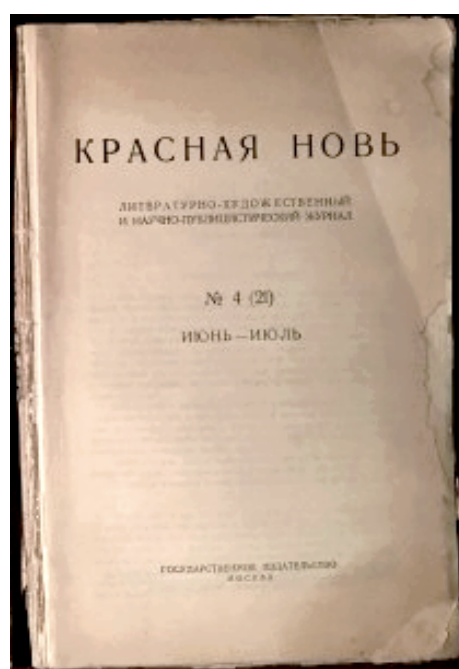 КРАСНАЯ НОВЬ
ЛИТЕРАТУРНО-ХУДОЖЕСТВЕННЫЙ
И НАУЧНО-ПУБЛИЦИСТИЧЕСКИЙ ЖУРНАЛ
№ 4 (21)
ИЮНЬ—ИЮЛЬ
ГОСУДАРСТВЕННОЕ ИЗДАТЕЛЬСТВО
МОСКВА